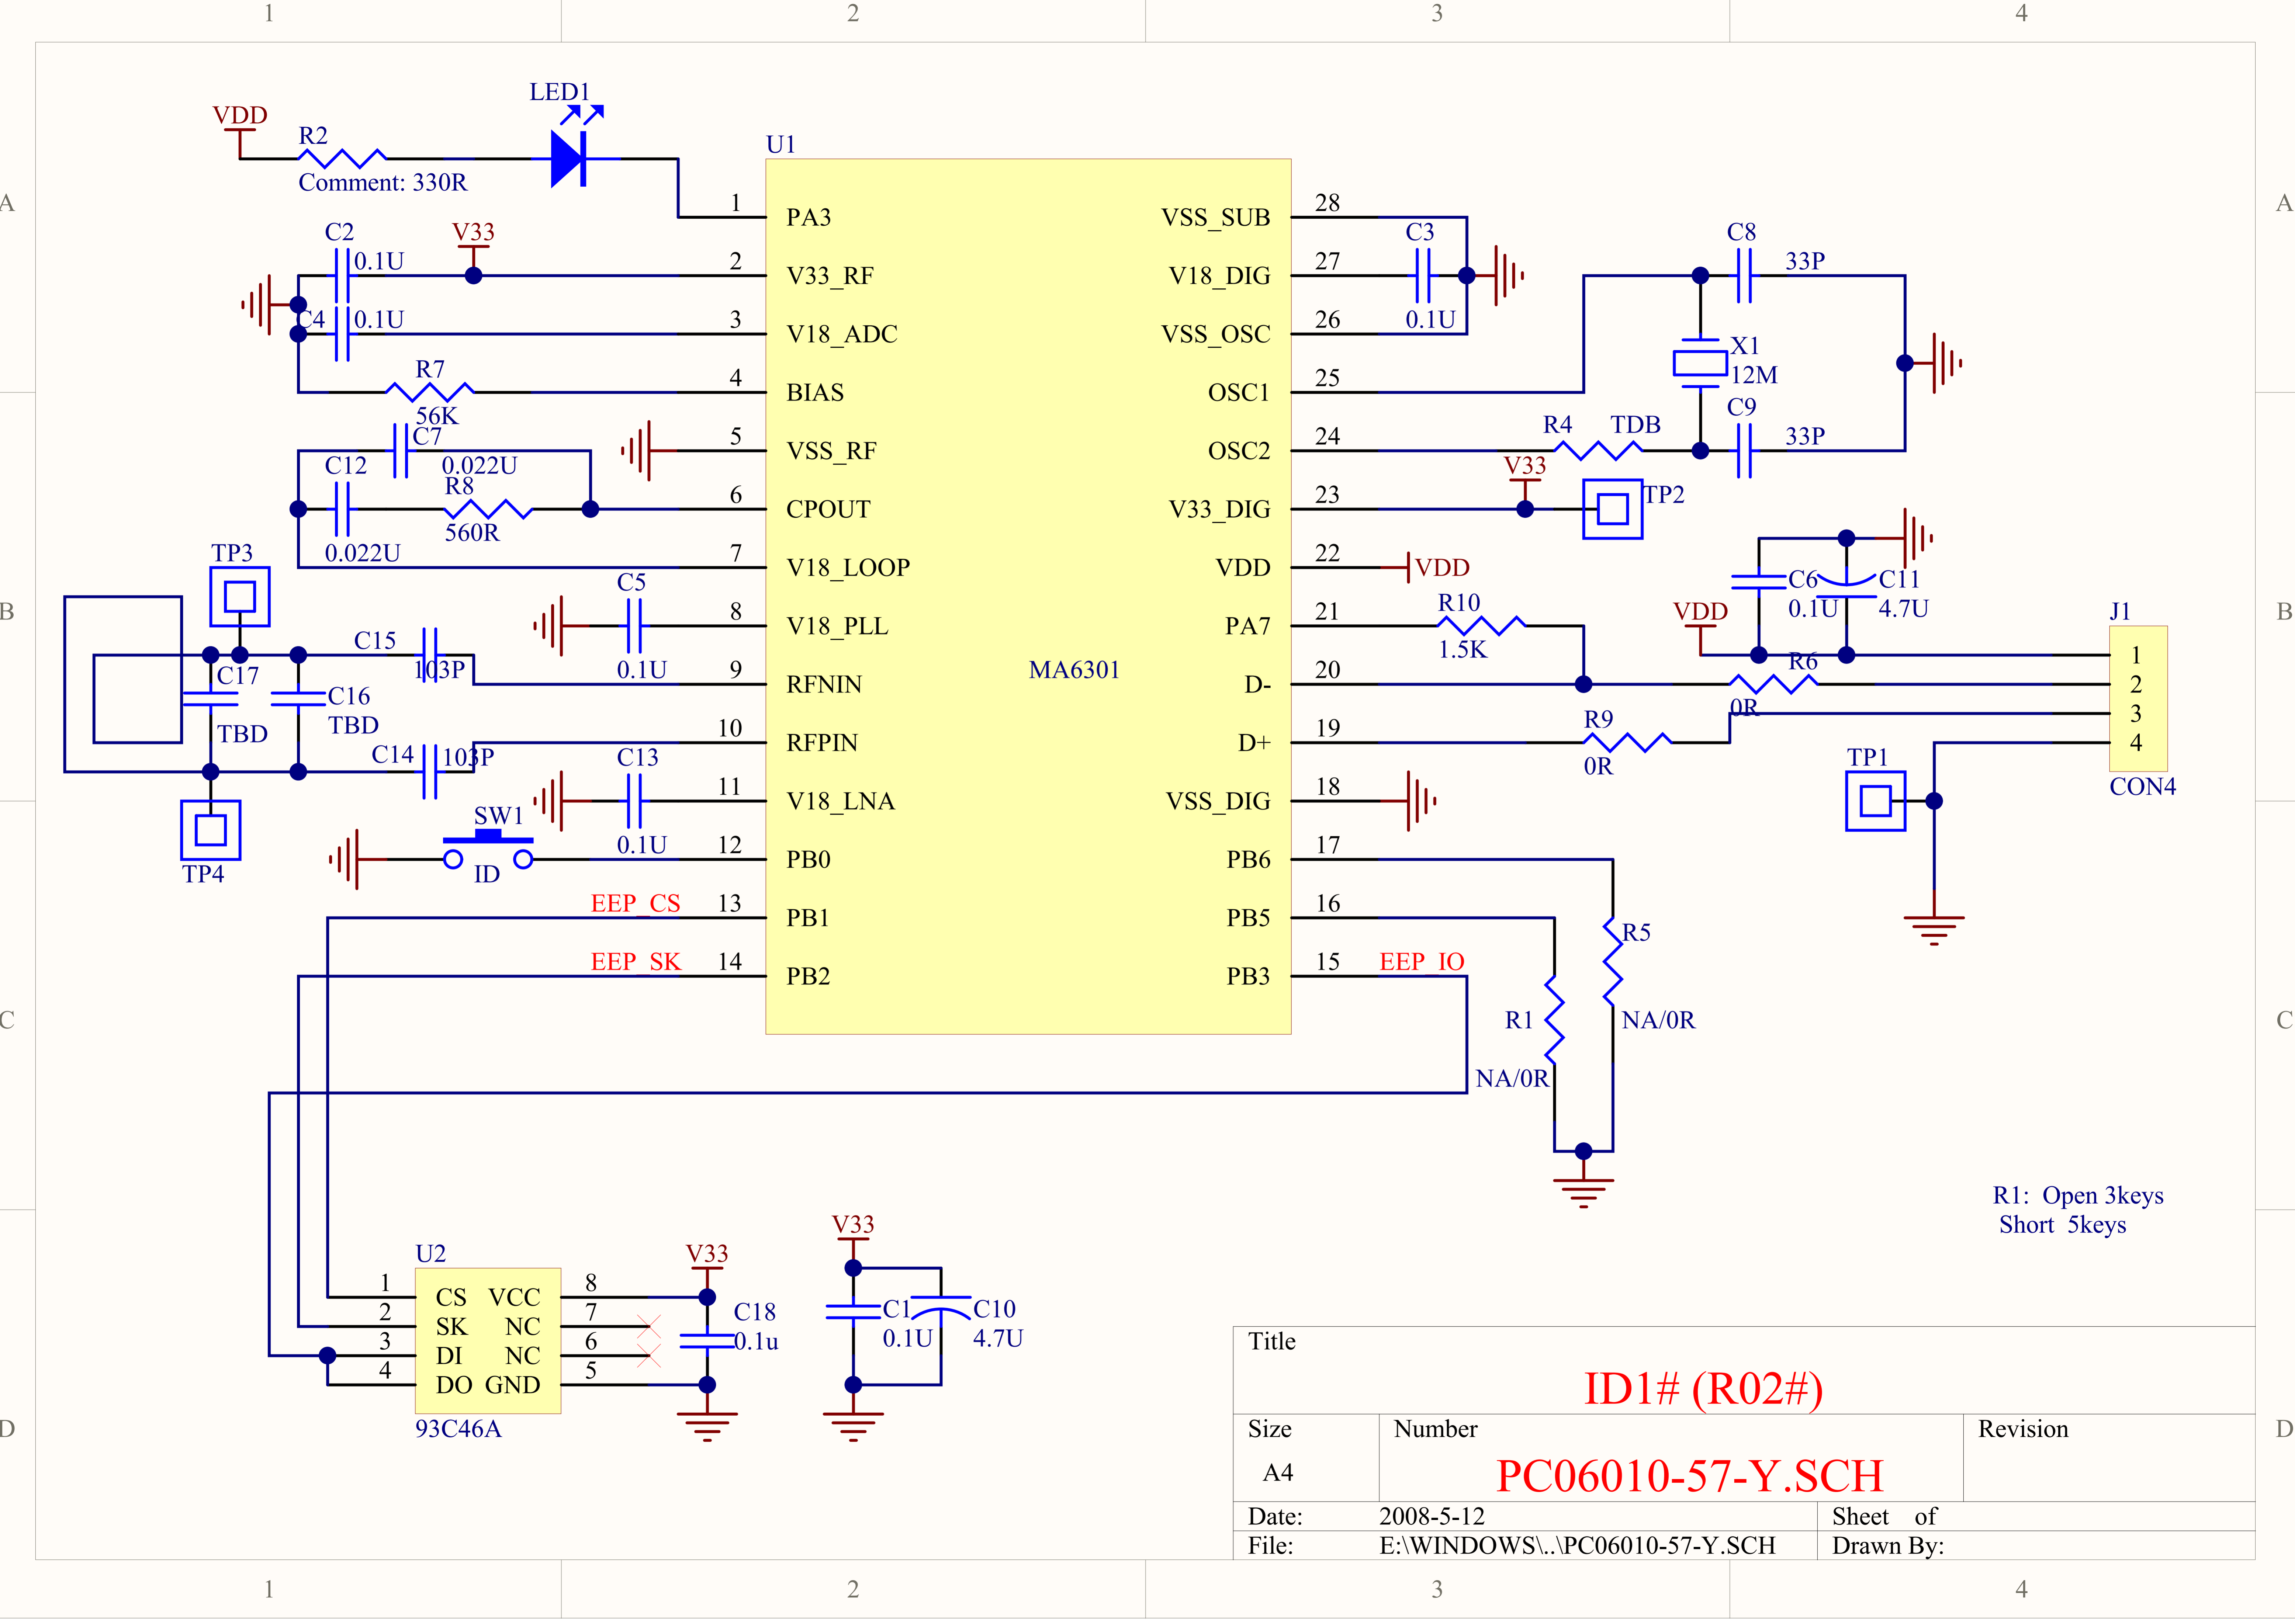 1 2 3 4
A A
B B
C C
D D
1 2 3 4
VDD
R2
Comment: 330R
LED1
U1
C2
0.1U
V33
C4
0.1U
R7
56K
C7
0.022U
C12
0.022U
R8
560R
TP3
C5
0.1U
C15
103P
C17
TBD
C16
TBD
C14
103P
C13
0.1U
TP4
SW1
ID
EEP_CS
EEP_SK
1 PA3
2 V33_RF
3 V18_ADC
4 BIAS
5 VSS_RF
6 CPOUT
7 V18_LOOP
8 V18_PLL
9 RFNIN
10 RFPIN
11 V18_LNA
12 PB0
13 PB1
14 PB2
MA6301
VSS_SUB 28
V18_DIG 27
VSS_OSC 26
OSC1 25
OSC2 24
V33_DIG 23
VDD 22
PA7 21
D- 20
D+ 19
VSS_DIG 18
PB6 17
PB5 16
PB3 15
EEP_IO
C3
0.1U
C8
33P
X1
12M
C9
33P
R4 TDB
V33
TP2
VDD
R10
1.5K
C6
0.1U
C11
4.7U
VDD
R6
0R
R9
0R
J1
1
2
3
4
CON4
TP1
R5
NA/0R
R1
NA/0R
R1: Open 3keys
Short 5keys
U2
1 CS VCC 8
2 SK NC 7
3 DI NC 6
4 DO GND 5
93C46A
V33
C18
0.1u
V33
C1
0.1U
C10
4.7U
Title
ID1# (R02#)
Size Number Revision
A4 PC06010-57-Y.SCH
Date: 2008-5-12 Sheet of
File: E:\WINDOWS\..\PC06010-57-Y.SCH Drawn By: